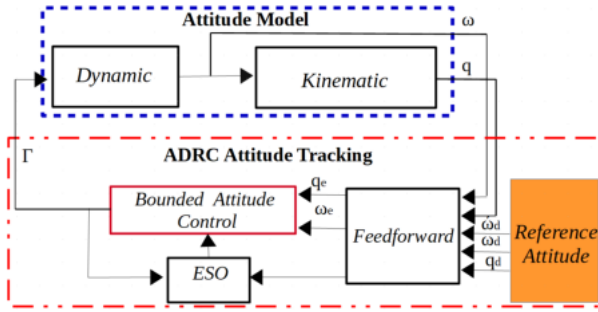 Attitude Model
ω
Dynamic
Kinematic
q
Γ
ADRC Attitude Tracking
Bounded Attitude
Control
qₑ
ωₑ
Feedforward
ω̇d
ωd
qd
Reference
Attitude
ESO